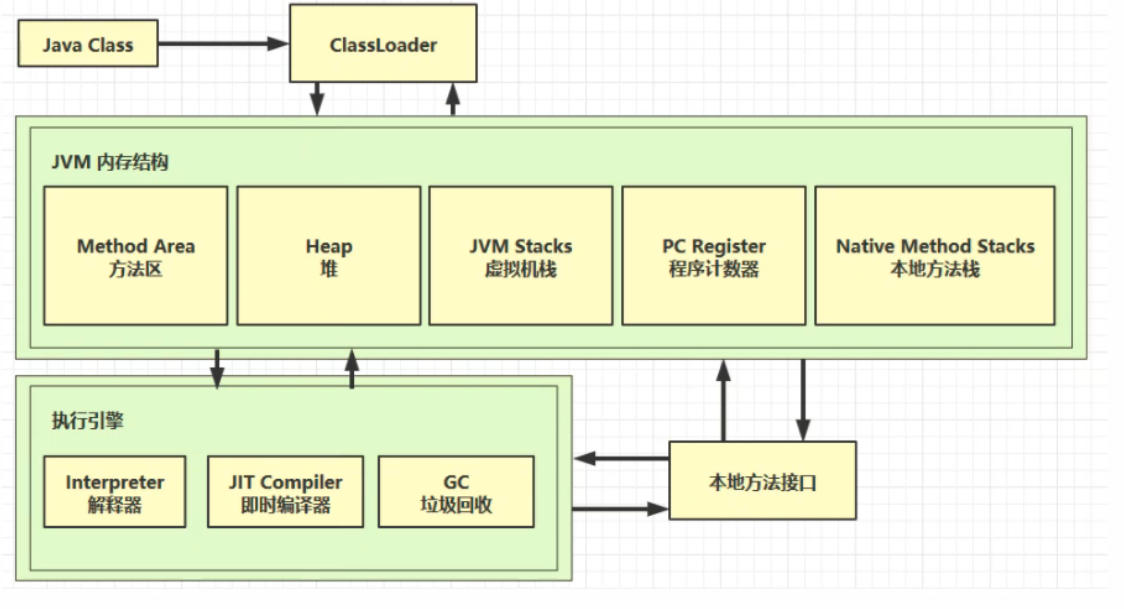 Java Class
ClassLoader
JVM 内存结构
Method Area
方法区
Heap
堆
JVM Stacks
虚拟机栈
PC Register
程序计数器
Native Method Stacks
本地方法栈
执行引擎
Interpreter
解释器
JIT Compiler
即时编译器
GC
垃圾回收
本地方法接口